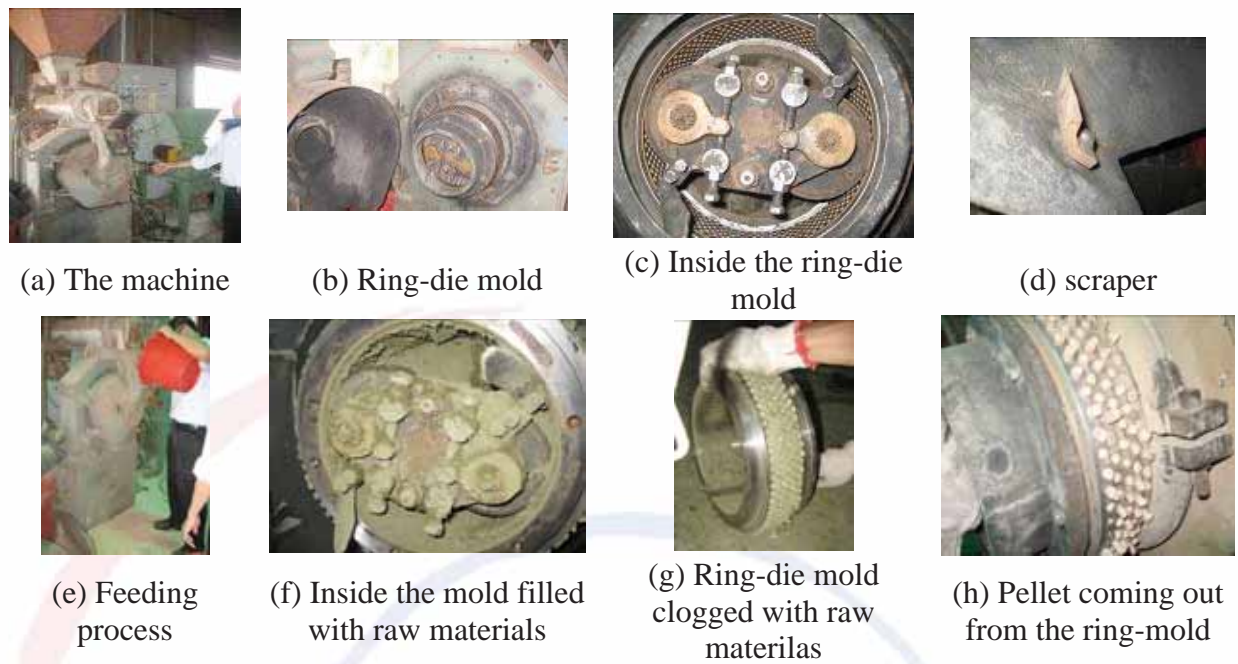 (a) The machine
(b) Ring-die mold
(c) Inside the ring-die
mold
(d) scraper
(e) Feeding
process
(f) Inside the mold filled
with raw materials
(g) Ring-die mold
clogged with raw
materilas
(h) Pellet coming out
from the ring-mold